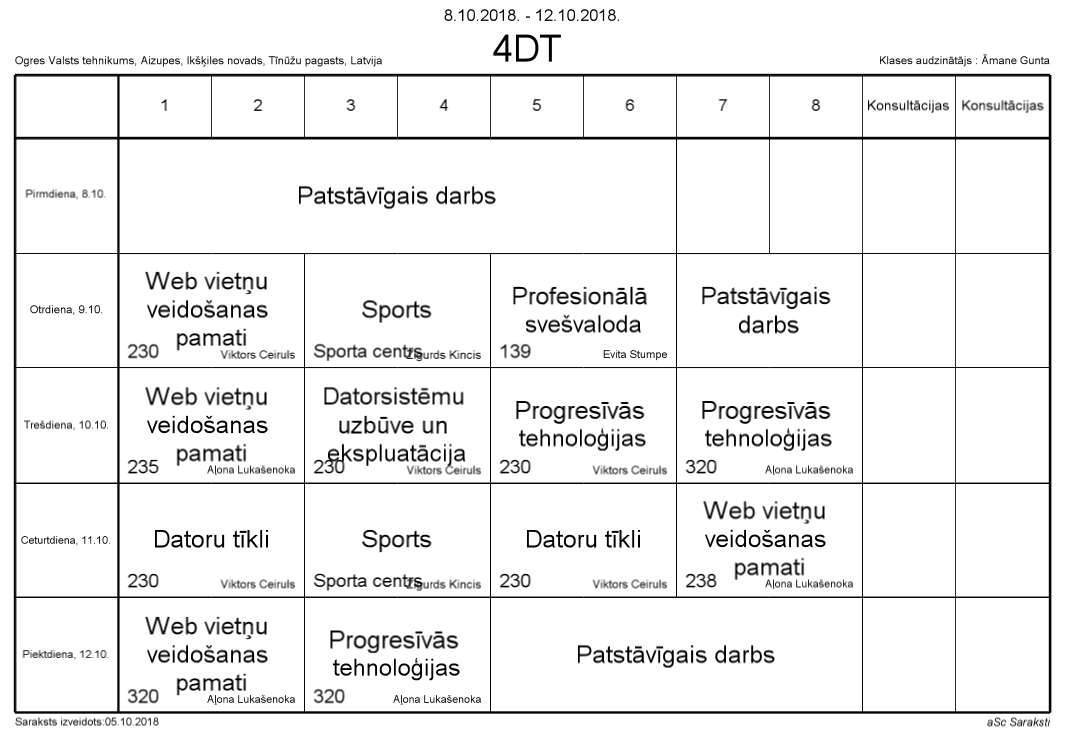 8.10.2018. - 12.10.2018.
4DT
Ogres Valsts tehnikums, Aizupes, Ikšķiles novads, Tīnūžu pagasts, Latvija
Klases audzinātājs : Āmane Gunta
1 2 3 4 5 6 7 8 Konsultācijas Konsultācijas
Pirmdiena, 8.10.
Patstāvīgais darbs
Otrdiena, 9.10.
Web vietņu
veidošanas
pamati
230 Viktors Ceiruls
Sports
Sporta centrs Zigurds Kincis
Profesionālā
svešvaloda
139 Evita Stumpe
Patstāvīgais
darbs
Trešdiena, 10.10.
Web vietņu
veidošanas
pamati
235 Aļona Lukašenoka
Datorsistēmu
uzbūve un
ekspluatācija
230 Viktors Ceiruls
Progresīvās
tehnoloģijas
230 Viktors Ceiruls
Progresīvās
tehnoloģijas
320 Aļona Lukašenoka
Ceturtdiena, 11.10.
Datoru tīkli
230 Viktors Ceiruls
Sports
Sporta centrs Zigurds Kincis
Datoru tīkli
230 Viktors Ceiruls
Web vietņu
veidošanas
pamati
238 Aļona Lukašenoka
Piektdiena, 12.10.
Web vietņu
veidošanas
pamati
320 Aļona Lukašenoka
Progresīvās
tehnoloģijas
320 Aļona Lukašenoka
Patstāvīgais darbs
Saraksts izveidots:05.10.2018
aSc Saraksti